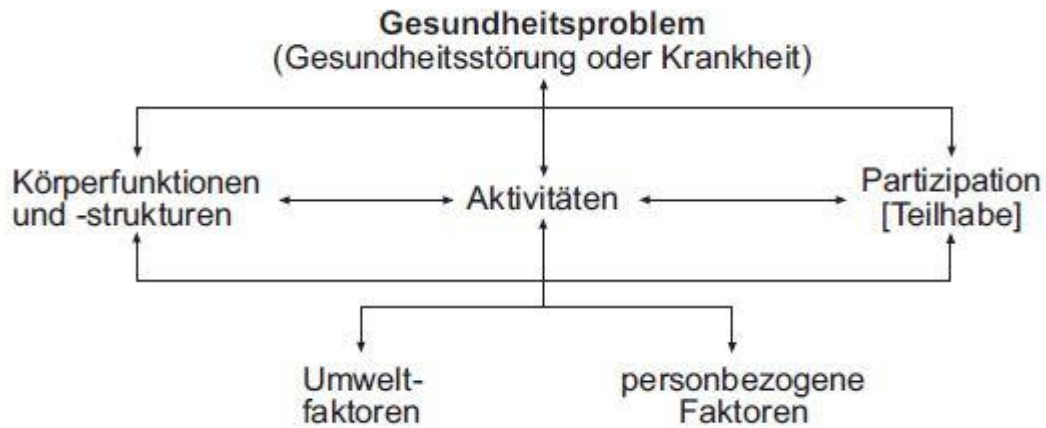 Gesundheitsproblem
(Gesundheitsstörung oder Krankheit)
Körperfunktionen
und -strukturen
Aktivitäten
Partizipation
[Teilhabe]
Umwelt-
faktoren
personbezogene
Faktoren